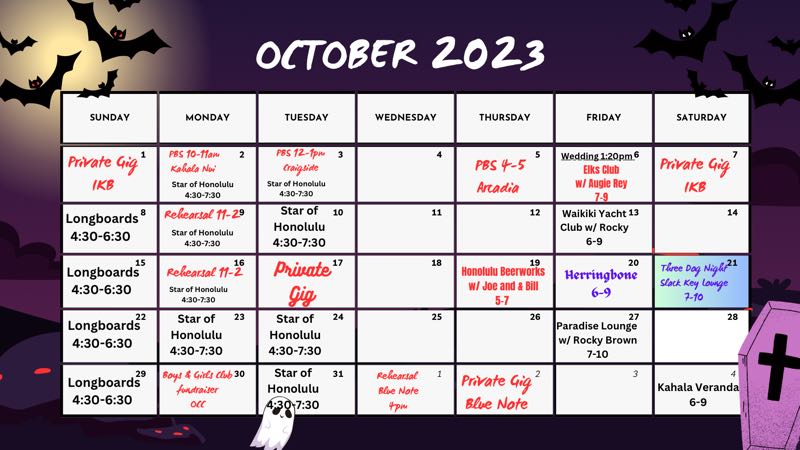 OCTOBER 2023
SUNDAY MONDAY TUESDAY WEDNESDAY THURSDAY FRIDAY SATURDAY
1
Private Gig
IKB
2
PBS 10-11am
Kahala Nui
Star of Honolulu
4:30-7:30
3
PBS 12-1pm
Craigside
Star of Honolulu
4:30-7:30
4
5
PBS 4-5
Arcadia
6
Wedding 1:20pm
Elks Club
w/ Augie Rey
7-9
7
Private Gig
IKB
8
Longboards
4:30-6:30
9
Rehearsal 11-2
Star of Honolulu
4:30-7:30
10
Star of
Honolulu
4:30-7:30
11
12
13
Waikiki Yacht
Club w/ Rocky
6-9
14
15
Longboards
4:30-6:30
16
Rehearsal 11-2
Star of Honolulu
4:30-7:30
17
Private
Gig
18
19
Honolulu Beerworks
w/ Joe and & Bill
5-7
20
Herringbone
6-9
21
Three Dog Night
Slack Key Lounge
7-10
22
Longboards
4:30-6:30
23
Star of
Honolulu
4:30-7:30
24
Star of
Honolulu
4:30-7:30
25
26
27
Paradise Lounge
w/ Rocky Brown
7-10
28
29
Longboards
4:30-6:30
30
Boys & Girls Club
fundraiser
OCC
31
Star of
Honolulu
4:30-7:30
1
Rehearsal
Blue Note
4pm
2
Private Gig
Blue Note
3
4
Kahala Veranda
6-9